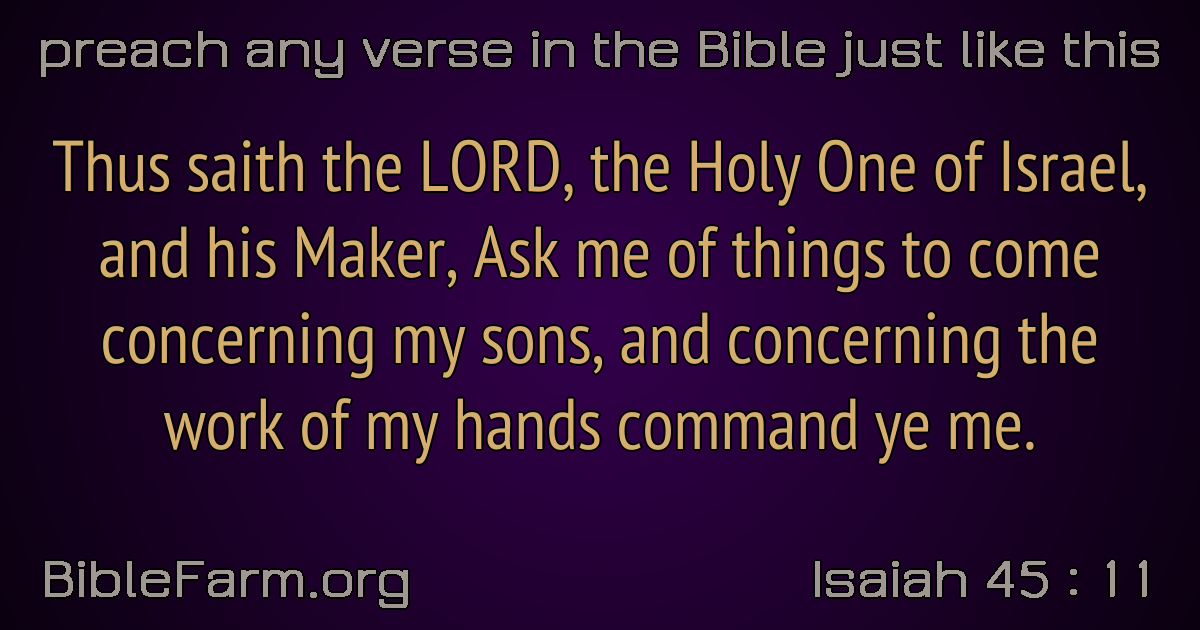 preach any verse in the Bible just like this
Thus saith the LORD, the Holy One of Israel,
and his Maker, Ask me of things to come
concerning my sons, and concerning the
work of my hands command ye me.
BibleFarm.org
Isaiah 45 : 11